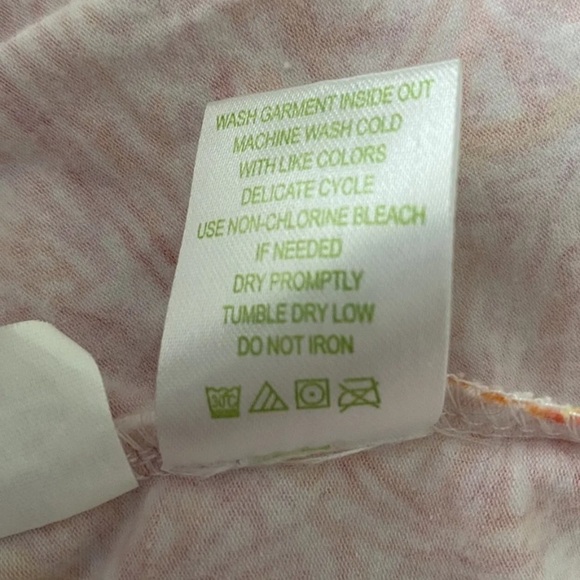 WASH GARMENT INSIDE OUT
MACHINE WASH COLD
WITH LIKE COLORS
DELICATE CYCLE
USE NON-CHLORINE BLEACH
IF NEEDED
DRY PROMPTLY
TUMBLE DRY LOW
DO NOT IRON
30°C